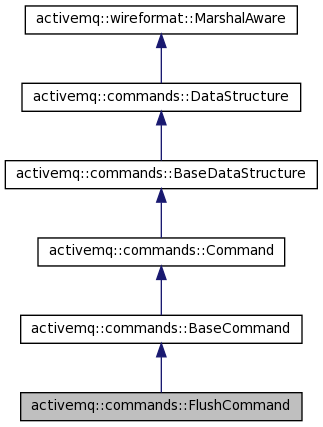 activemq::wireformat::MarshalAware
activemq::commands::DataStructure
activemq::commands::BaseDataStructure
activemq::commands::Command
activemq::commands::BaseCommand
activemq::commands::FlushCommand